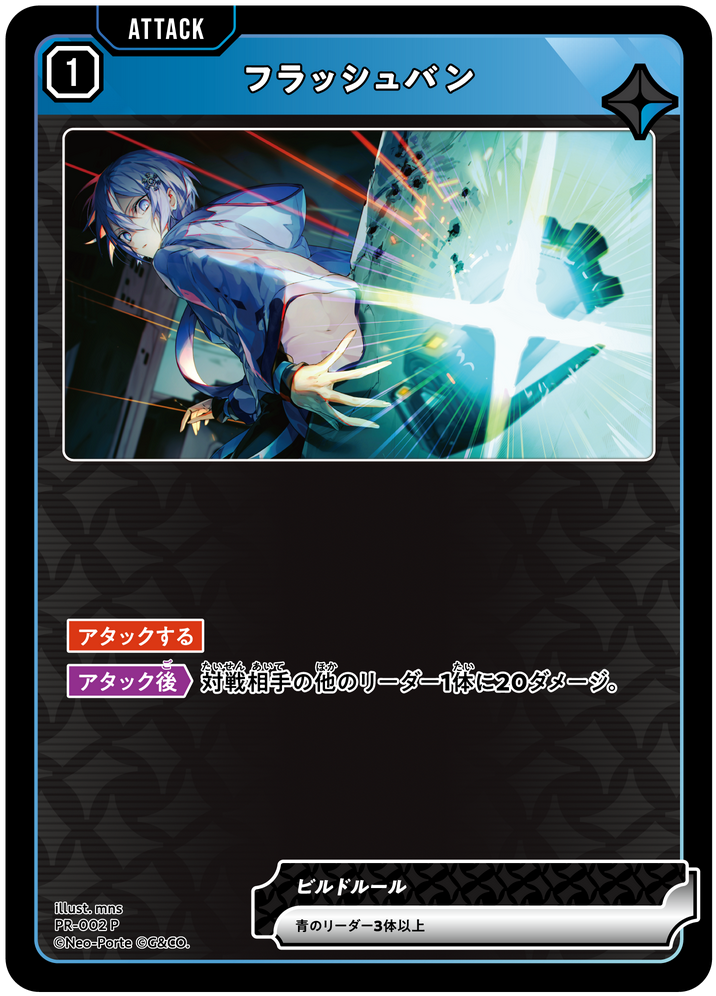 ATTACK
1
フラッシュバン
アタックする
アタック後 対戦相手の他のリーダー1体に20ダメージ。
ビルドルール
青のリーダー3体以上
illust. mns
PR-002 P
©Neo-Porte ©G&CO.